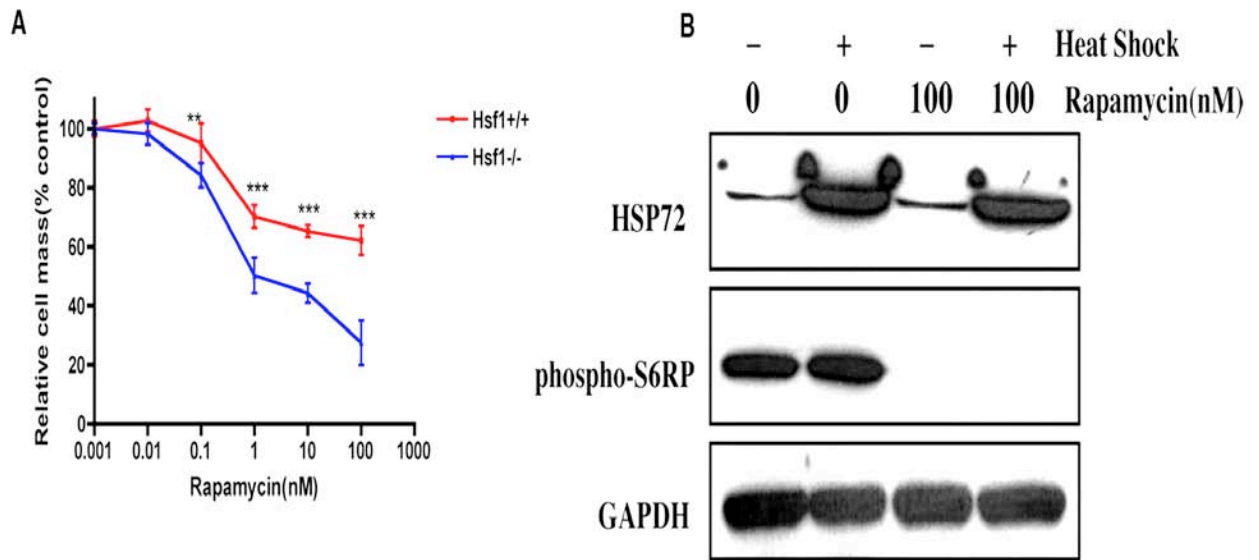 A
Relative cell mass(% control)
100
80
60
40
20
0
**
***
***
***
0.001 0.01 0.1 1 10 100 1000
Rapamycin(nM)
Hsf1+/+
Hsf1-/-
B
– + – + Heat Shock
0 0 100 100 Rapamycin(nM)
HSP72
phospho-S6RP
GAPDH